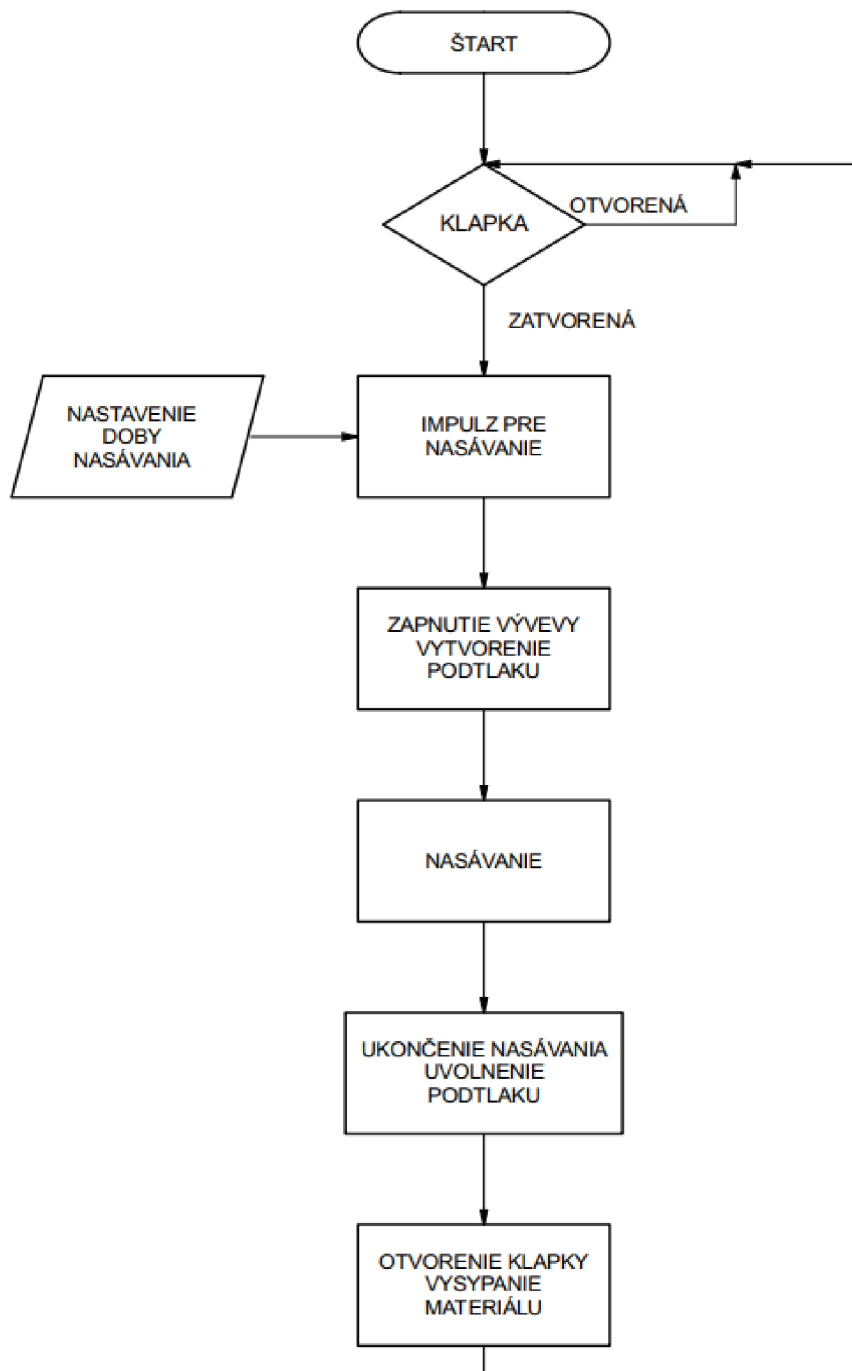 ŠTART
KLAPKA
OTVORENÁ
ZATVORENÁ
NASTAVENIE
DOBY
NASÁVANIA
IMPULZ PRE
NASÁVANIE
ZAPNUTIE VÝVEVY
VYTVORENIE
PODTLAKU
NASÁVANIE
UKONČENIE NASÁVANIA
UVOLNENIE
PODTLAKU
OTVORENIE KLAPKY
VYSYPANIE
MATERIÁLU